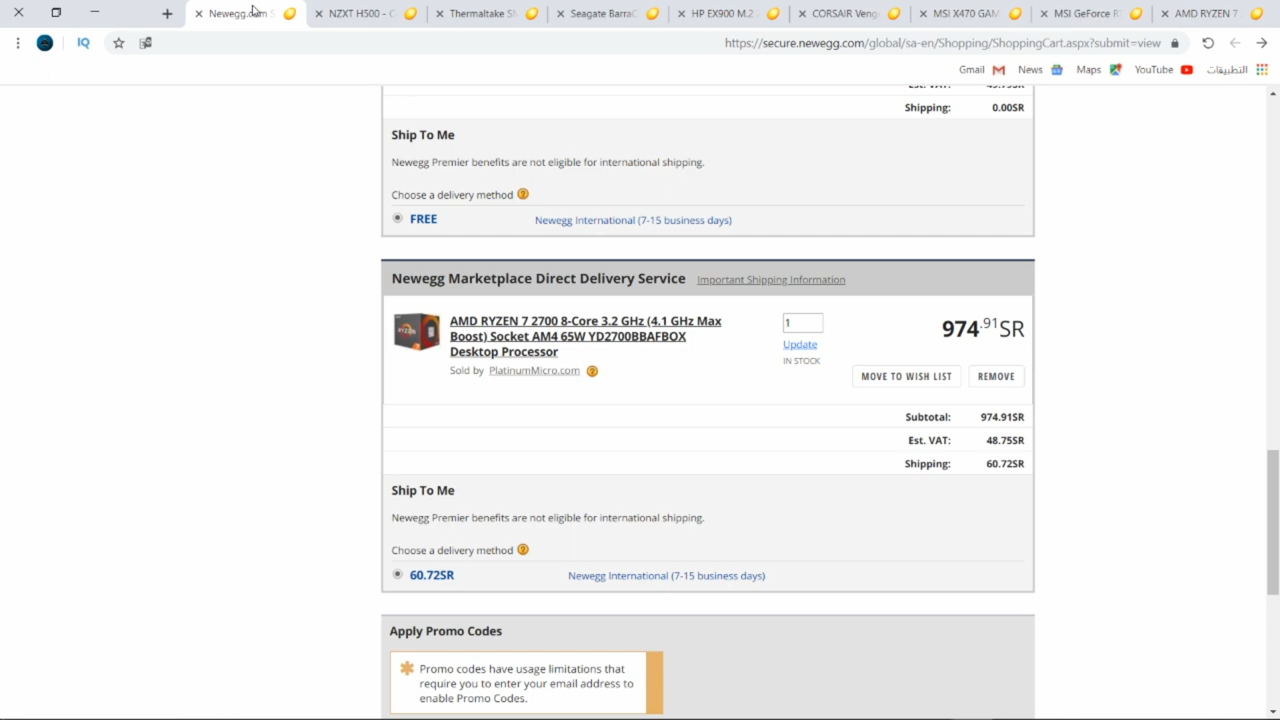 Newegg.com S
NZXT H500 - C
Thermaltake SM
Seagate BarraC
HP EX900 M.2
CORSAIR Veng
MSI X470 GAM
MSI GeForce R
AMD RYZEN 7
IQ
https://secure.newegg.com/global/sa-en/Shopping/ShoppingCart.aspx?submit=view
Gmail
News
Maps
YouTube
التطبيقات
Shipping: 0.00SR
Ship To Me
Newegg Premier benefits are not eligible for international shipping.
Choose a delivery method ?
FREE Newegg International (7-15 business days)
Newegg Marketplace Direct Delivery Service Important Shipping Information
AMD RYZEN 7 2700 8-Core 3.2 GHz (4.1 GHz Max
Boost) Socket AM4 65W YD2700BBAFBOX
Desktop Processor
Sold by PlatinumMicro.com ?
1
Update
IN STOCK
974.91SR
MOVE TO WISH LIST REMOVE
Subtotal: 974.91SR
Est. VAT: 48.75SR
Shipping: 60.72SR
Ship To Me
Newegg Premier benefits are not eligible for international shipping.
Choose a delivery method ?
60.72SR Newegg International (7-15 business days)
Apply Promo Codes
Promo codes have usage limitations that
require you to enter your email address to
enable Promo Codes.